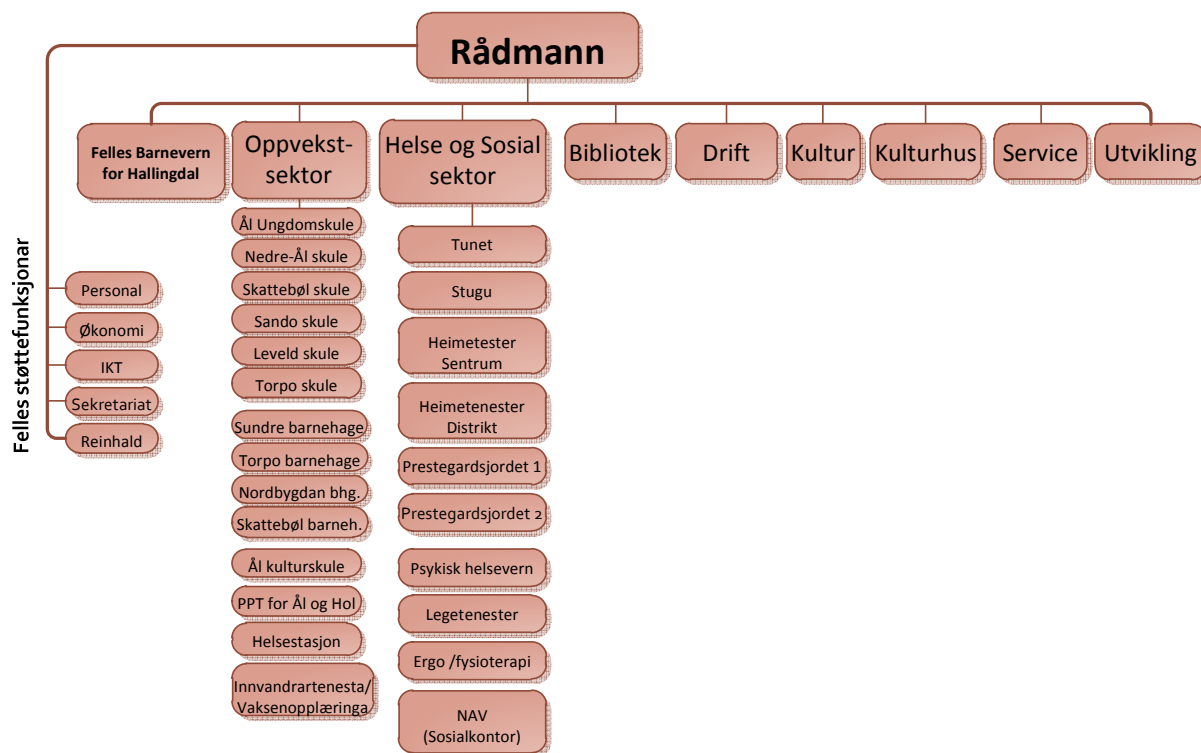 Rådmann
Felles Barnevern
for Hallingdal
Oppvekst-
sektor
Helse og Sosial
sektor
Bibliotek
Drift
Kultur
Kulturhus
Service
Utvikling
Felles støttefunksjonar
Personal
Økonomi
IKT
Sekretariat
Reinhald
Ål Ungdomskule
Nedre-Ål skule
Skattebøl skule
Sando skule
Leveld skule
Torpo skule
Sundre barnehage
Torpo barnehage
Nordbygdan bhg.
Skattebøl barneh.
Ål kulturskule
PPT for Ål og Hol
Helsestasjon
Innvandrartenesta/
Vaksenopplæringa
Tunet
Stugu
Heimetester
Sentrum
Heimetenester
Distrikt
Prestegardsjordet 1
Prestegardsjordet 2
Psykisk helsevern
Legetenester
Ergo /fysioterapi
NAV
(Sosialkontor)